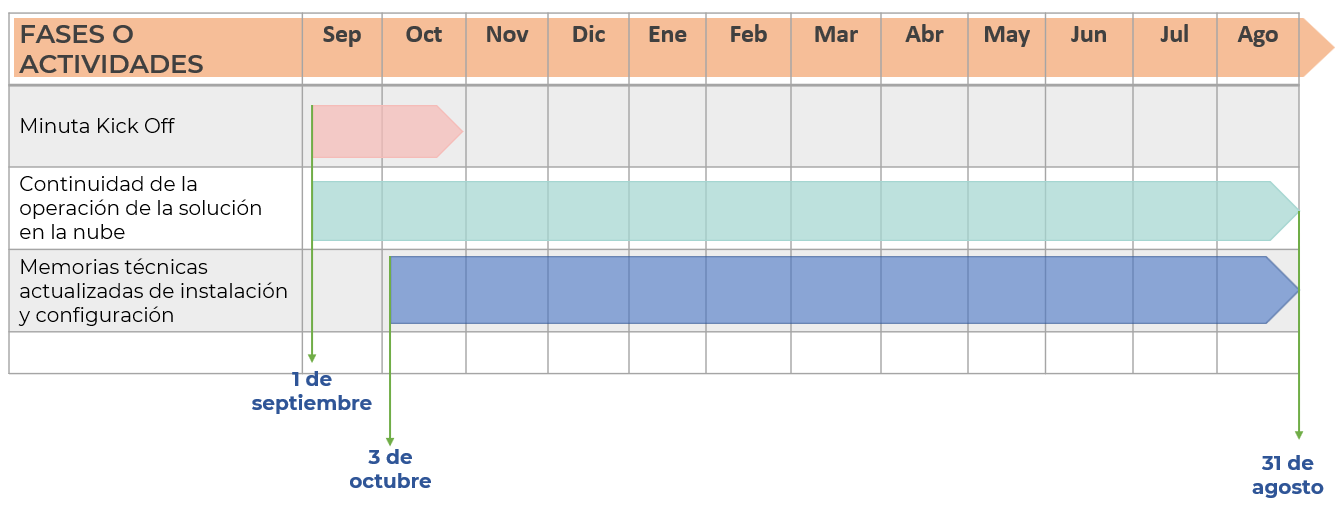 FASES O
ACTIVIDADES
Sep Oct Nov Dic Ene Feb Mar Abr May Jun Jul Ago
Minuta Kick Off
Continuidad de la
operación de la solución
en la nube
Memorias técnicas
actualizadas de instalación
y configuración
1 de
septiembre
3 de
octubre
31 de
agosto